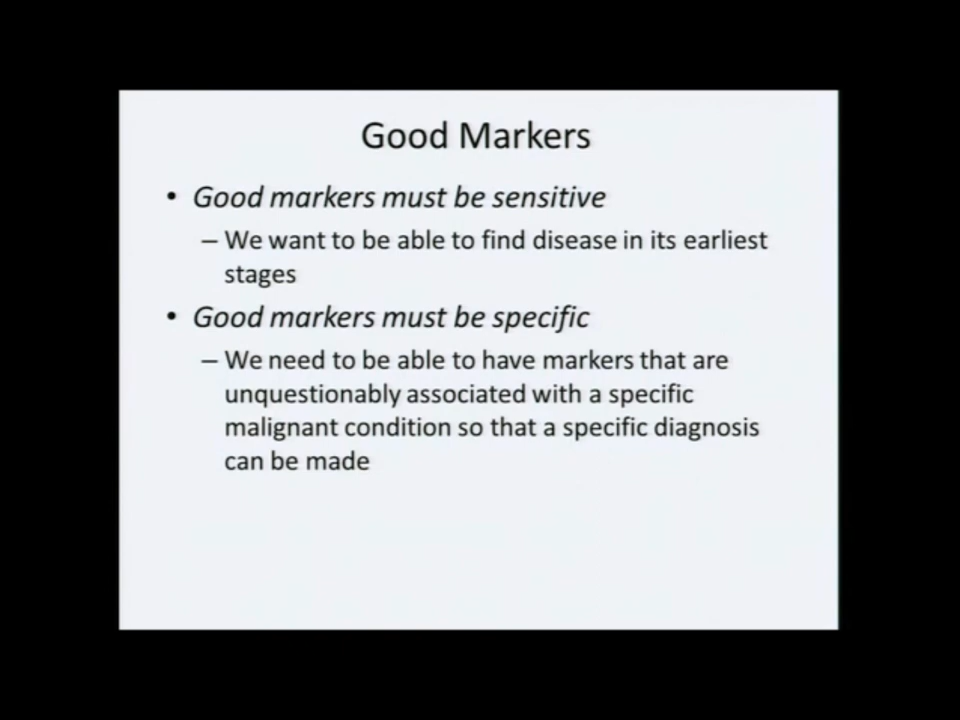 Good Markers
• Good markers must be sensitive
– We want to be able to find disease in its earliest
stages
• Good markers must be specific
– We need to be able to have markers that are
unquestionably associated with a specific
malignant condition so that a specific diagnosis
can be made